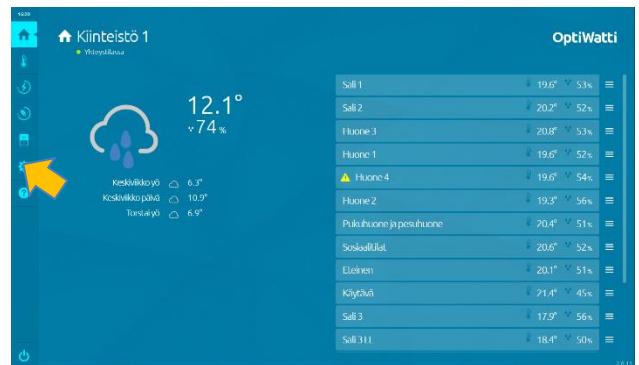 Kiinteistö 1
OptiWatti
Yhteystilassa
12.1°
74 %
Keskiviikko yö 6.3°
Keskiviikko päivä 10.9°
Torstai yö 6.9°
Sali 1 19.6° 53%
Sali 2 20.2° 52%
Huone 3 20.8° 53%
Huone 1 19.6° 52%
Huone 4 19.6° 54%
Huone 2 19.3° 56%
Pukuhuone ja pesuhuone 20.4° 51%
Sosiaalitilat 20.6° 52%
Eteinen 20.1° 51%
Käytävä 21.4° 45%
Sali 3 17.9° 56%
Sali 3 18.4° 50%